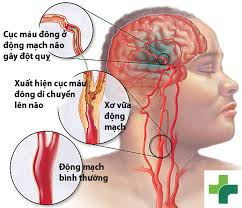 Cục máu đông ở
động mạch não
gây đột quỵ
Xuất hiện cục máu
đông di chuyển
lên não
Xơ vữa
động
mạch
Động mạch
bình thường